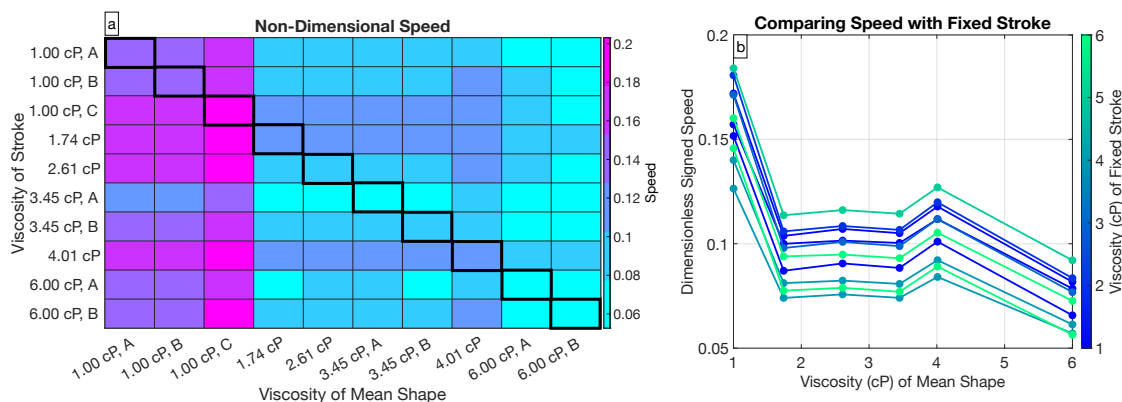 a
Non-Dimensional Speed
Viscosity of Stroke
1.00 cP, A
1.00 cP, B
1.00 cP, C
1.74 cP
2.61 cP
3.45 cP, A
3.45 cP, B
4.01 cP
6.00 cP, A
6.00 cP, B
1.00 cP, A
1.00 cP, B
1.00 cP, C
1.74 cP
2.61 cP
3.45 cP, A
3.45 cP, B
4.01 cP
6.00 cP, A
6.00 cP, B
Viscosity of Mean Shape
0.2
0.18
0.16
0.14
0.12
0.1
0.08
0.06
Speed
Comparing Speed with Fixed Stroke
b
Dimensionless Signed Speed
0.2
0.15
0.1
0.05
1
2
3
4
5
6
Viscosity (cP) of Mean Shape
6
5
4
3
2
1
Viscosity (cP) of Fixed Stroke